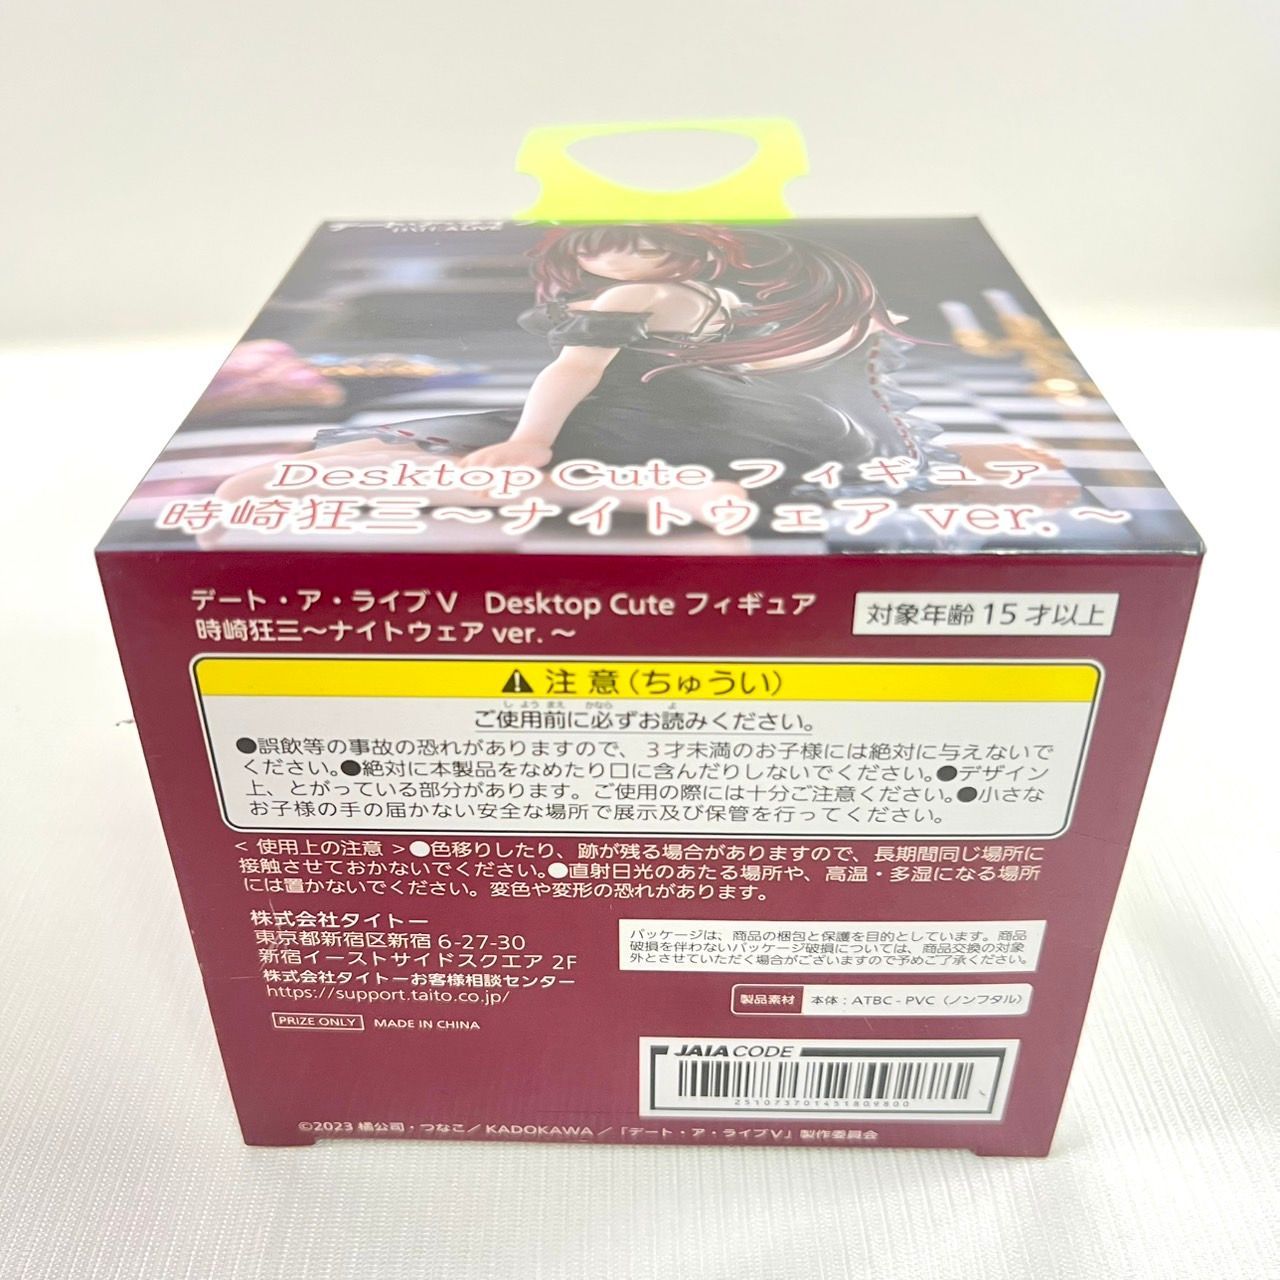 Desktop Cute フィギュア
時崎狂三～ナイトウェア ver.～
デート・ア・ライブⅤ Desktop Cute フィギュア
時崎狂三～ナイトウェア ver.～
対象年齢 15 才以上
注意(ちゅうい)
ご使用前に必ずお読みください。
●誤飲等の事故の恐れがありますので、3才未満のお子様には絶対に与えないで
ください。●絶対に本製品をなめたり口に含んだりしないでください。●デザイン
上、とがっている部分があります。ご使用の際には十分ご注意ください。●小さな
お子様の手の届かない安全な場所で展示及び保管を行ってください。
< 使用上の注意 >●色移りしたり、跡が残る場合がありますので、長期間同じ場所に
接触させておかないでください。●直射日光のあたる場所や、高温・多湿になる場所
には置かないでください。変色や変形の恐れがあります。
株式会社タイトー
東京都新宿区新宿 6-27-30
新宿イーストサイドスクエア 2F
株式会社タイトーお客様相談センター
https://support.taito.co.jp/
PRIZE ONLY MADE IN CHINA
パッケージは、商品の梱包と保護を目的としています。商品
破損を伴わないパッケージ破損については、商品交換の対象
外とさせていただく場合がございますので予めご了承ください。
製品素材 本体：ATBC-PVC（ノンフタル）
JAIA CODE
251075701451809800
©2023 橘公司・つなこ／KADOKAWA／「デート・ア・ライブⅤ」製作委員会